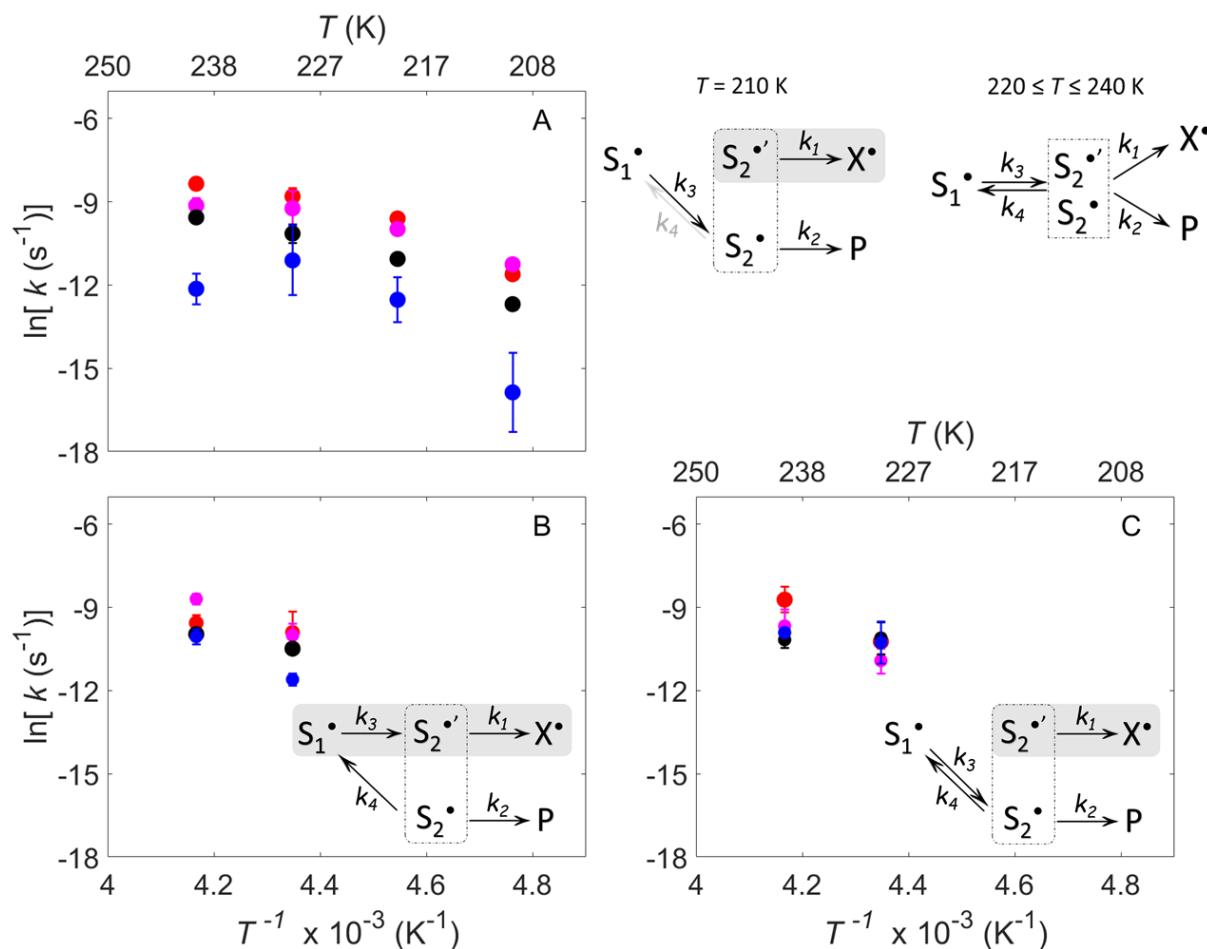 T (K)
250 238 227 217 208
A
-6
-9
-12
-15
-18
ln[ k (s⁻¹)]
T = 210 K
S₁•
S₂•′ k₁ X•
k₃
k₄
S₂• k₂ P
220 ≤ T ≤ 240 K
S₁•
k₃
k₄
S₂•′
S₂•
k₁ X•
k₂ P
B
-6
-9
-12
-15
-18
ln[ k (s⁻¹)]
S₁• k₃ S₂•′ k₁ X•
k₄
S₂• k₂ P
4 4.2 4.4 4.6 4.8
T⁻¹ x 10⁻³ (K⁻¹)
T (K)
250 238 227 217 208
C
-6
-9
-12
-15
-18
ln[ k (s⁻¹)]
S₁•
S₂•′ k₁ X•
k₃
k₄
S₂• k₂ P
4 4.2 4.4 4.6 4.8
T⁻¹ x 10⁻³ (K⁻¹)